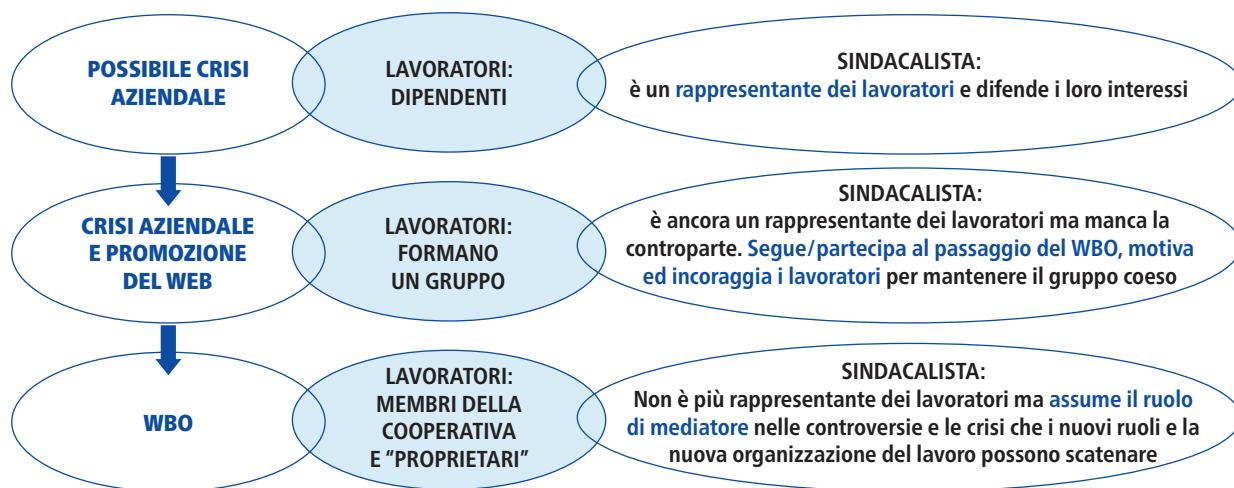 POSSIBILE CRISI
AZIENDALE
LAVORATORI:
DIPENDENTI
SINDACALISTA:
è un rappresentante dei lavoratori e difende i loro interessi
CRISI AZIENDALE
E PROMOZIONE
DEL WEB
LAVORATORI:
FORMANO
UN GRUPPO
SINDACALISTA:
è ancora un rappresentante dei lavoratori ma manca la
controparte. Segue/partecipa al passaggio del WBO, motiva
ed incoraggia i lavoratori per mantenere il gruppo coeso
WBO
LAVORATORI:
MEMBRI DELLA
COOPERATIVA
E “PROPRIETARI”
SINDACALISTA:
Non è più rappresentante dei lavoratori ma assume il ruolo
di mediatore nelle controversie e le crisi che i nuovi ruoli e la
nuova organizzazione del lavoro possono scatenare